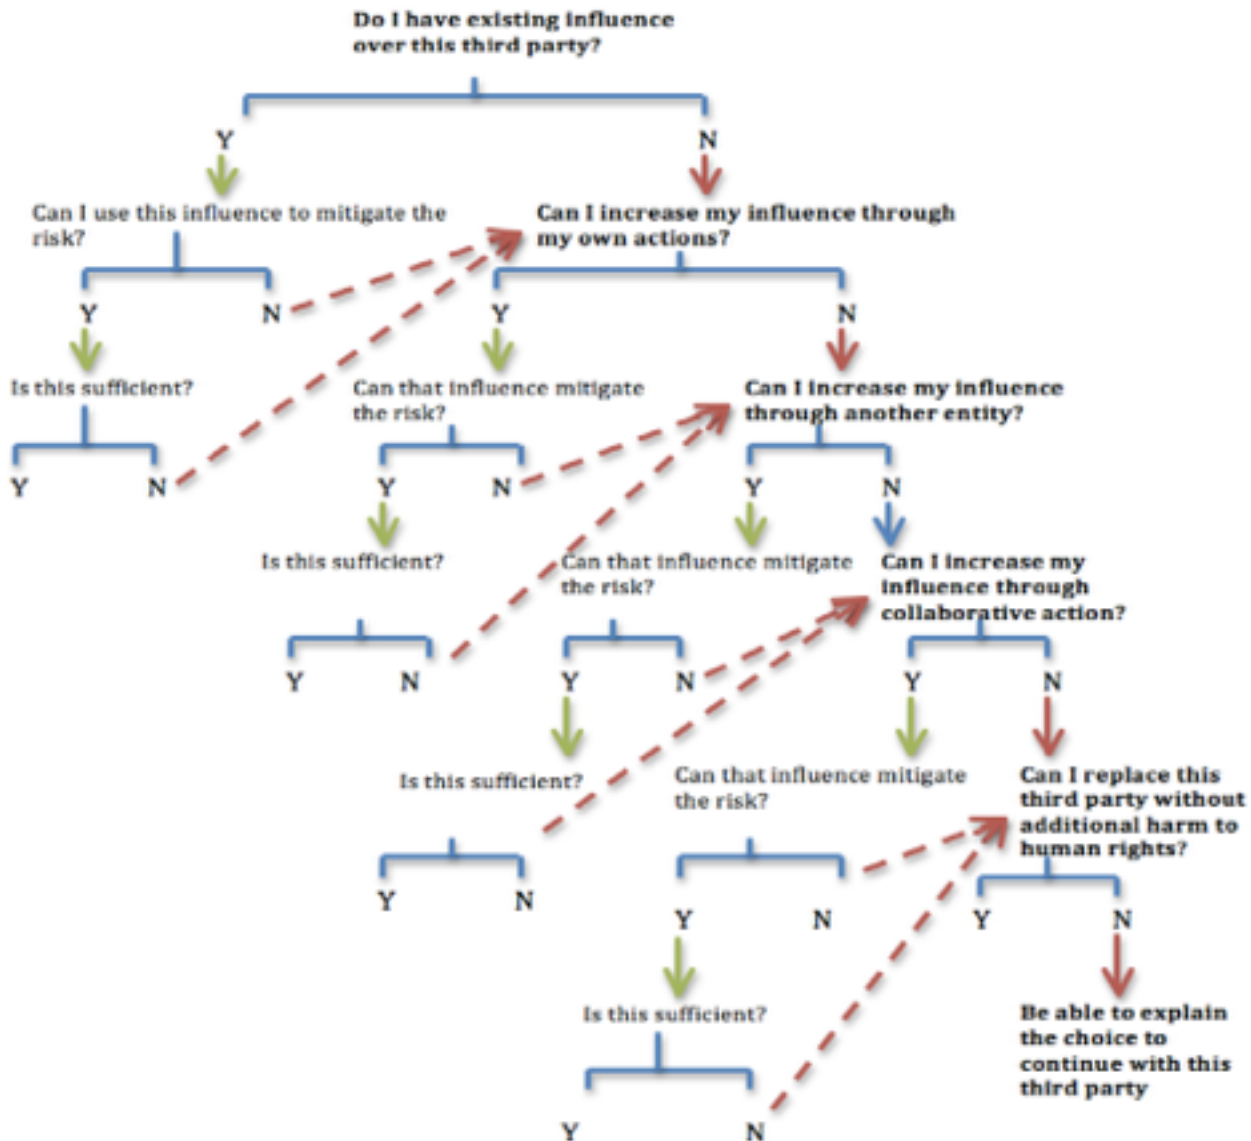 Do I have existing influence
over this third party?
Y
N
Can I use this influence to mitigate the
risk?
Can I increase my influence through
my own actions?
Y
N
Y
N
Is this sufficient?
Can that influence mitigate
the risk?
Can I increase my influence
through another entity?
Y
N
Y
N
Y
N
Is this sufficient?
Can that influence mitigate
the risk?
Can I increase my
influence through
collaborative action?
Y
N
Y
N
Y
N
Is this sufficient?
Can that influence mitigate
the risk?
Can I replace this
third party without
additional harm to
human rights?
Y
N
Y
N
Y
N
Is this sufficient?
Be able to explain
the choice to
continue with this
third party
Y
N